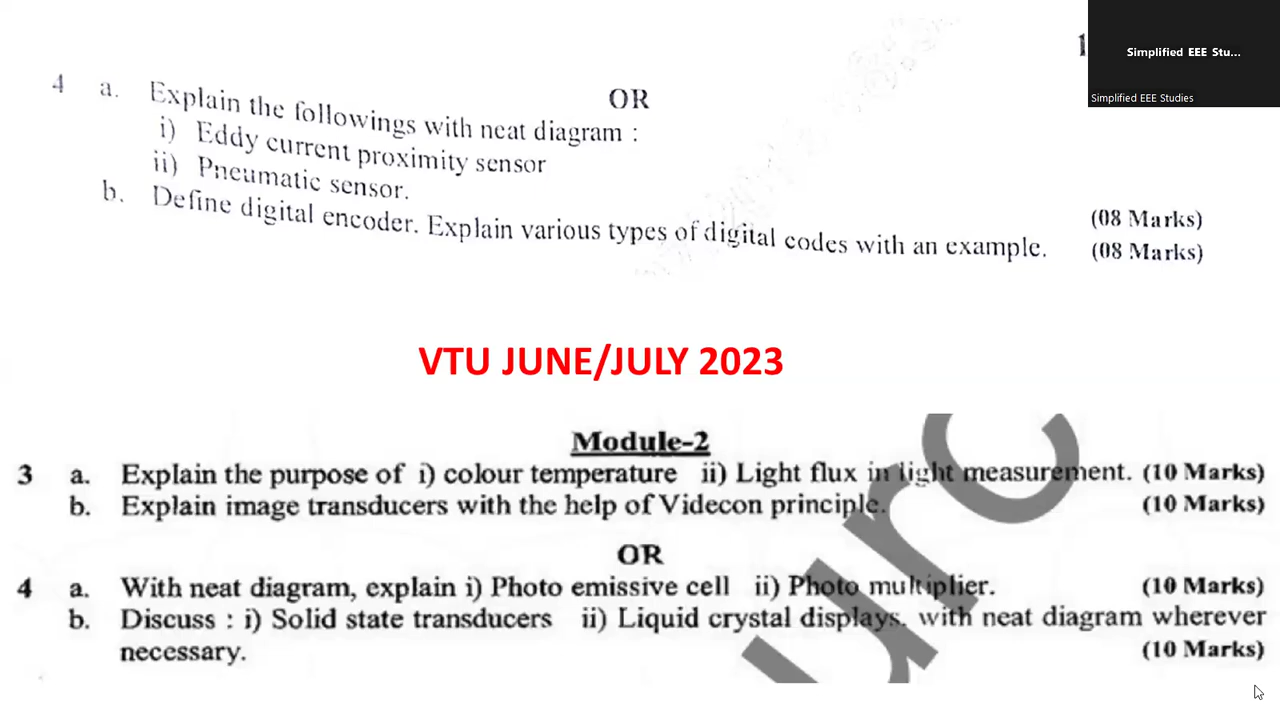 Simplified EEE Stu...
Simplified EEE Studies
OR
4 a. Explain the followings with neat diagram :
i) Eddy current proximity sensor
ii) Pneumatic sensor. (08 Marks)
b. Define digital encoder. Explain various types of digital codes with an example. (08 Marks)
VTU JUNE/JULY 2023
Module-2
3 a. Explain the purpose of i) colour temperature ii) Light flux in light measurement. (10 Marks)
b. Explain image transducers with the help of Videcon principle. (10 Marks)
OR
4 a. With neat diagram, explain i) Photo emissive cell ii) Photo multiplier. (10 Marks)
b. Discuss : i) Solid state transducers ii) Liquid crystal displays. with neat diagram wherever
necessary. (10 Marks)
urc